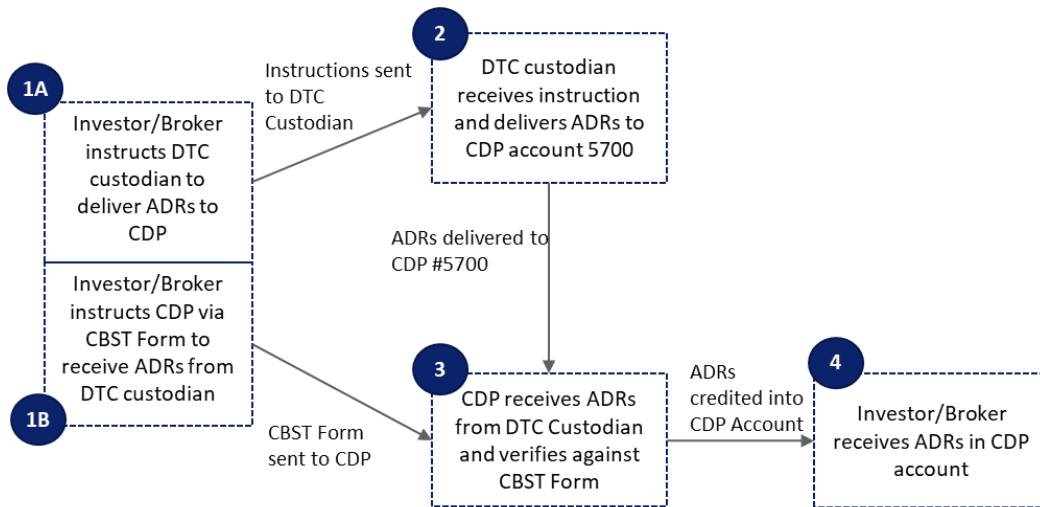 1A
Investor/Broker
instructs DTC
custodian to
deliver ADRs to
CDP
Investor/Broker
instructs CDP via
CBST Form to
receive ADRs from
DTC custodian
1B
Instructions sent
to DTC
Custodian
2
DTC custodian
receives instruction
and delivers ADRs to
CDP account 5700
ADRs delivered to
CDP #5700
CBST Form
sent to CDP
3
CDP receives ADRs
from DTC Custodian
and verifies against
CBST Form
ADRs
credited into
CDP Account
4
Investor/Broker
receives ADRs in CDP
account